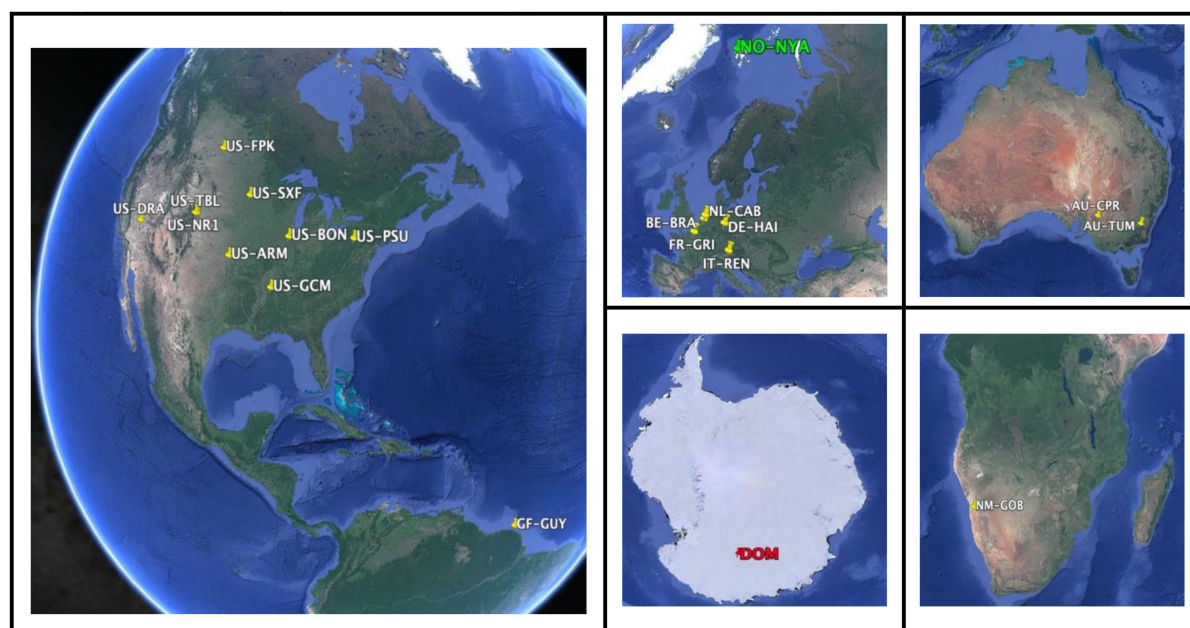 US-FPK
US-SXF
US-TBL
US-DRA
US-NR1
US-BON
US-PSU
US-ARM
US-GCM
GF-GUY
NO-NYA
NL-CAB
BE-BRA
DE-HAI
FR-GRI
IT-REN
AU-CPR
AU-TUM
DOM
NM-GOB